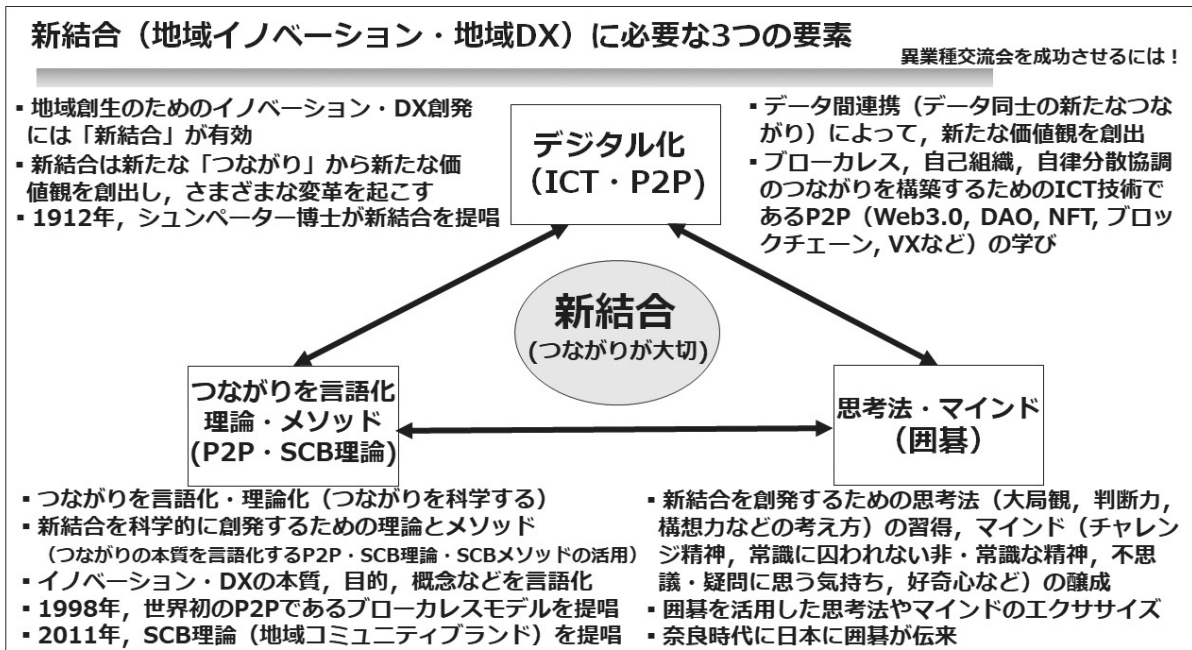 新結合（地域イノベーション・地域DX）に必要な3つの要素
異業種交流会を成功させるには！
▪ 地域創生のためのイノベーション・DX創発
には「新結合」が有効
▪ 新結合は新たな「つながり」から新たな価
値観を創出し，さまざまな変革を起こす
▪ 1912年，シュンペーター博士が新結合を提唱
デジタル化
（ICT・P2P）
▪ データ間連携（データ同士の新たなつな
がり）によって，新たな価値観を創出
▪ ブローカレス，自己組織，自律分散協調
のつながりを構築するためのICT技術で
あるP2P（Web3.0, DAO, NFT, ブロッ
クチェーン, VXなど）の学び
新結合
(つながりが大切)
つながりを言語化
理論・メソッド
(P2P・SCB理論)
思考法・マインド
（囲碁）
▪ つながりを言語化・理論化（つながりを科学する）
▪ 新結合を科学的に創発するための理論とメソッド
（つながりの本質を言語化するP2P・SCB理論・SCBメソッドの活用）
▪ イノベーション・DXの本質，目的，概念などを言語化
▪ 1998年，世界初のP2Pであるブローカレスモデルを提唱
▪ 2011年，SCB理論（地域コミュニティブランド）を提唱
▪ 新結合を創発するための思考法（大局観，判断力，
構想力などの考え方）の習得，マインド（チャレン
ジ精神，常識に囚われない非・常識な精神，不思
議・疑問に思う気持ち，好奇心など）の醸成
▪ 囲碁を活用した思考法やマインドのエクササイズ
▪ 奈良時代に日本に囲碁が伝来